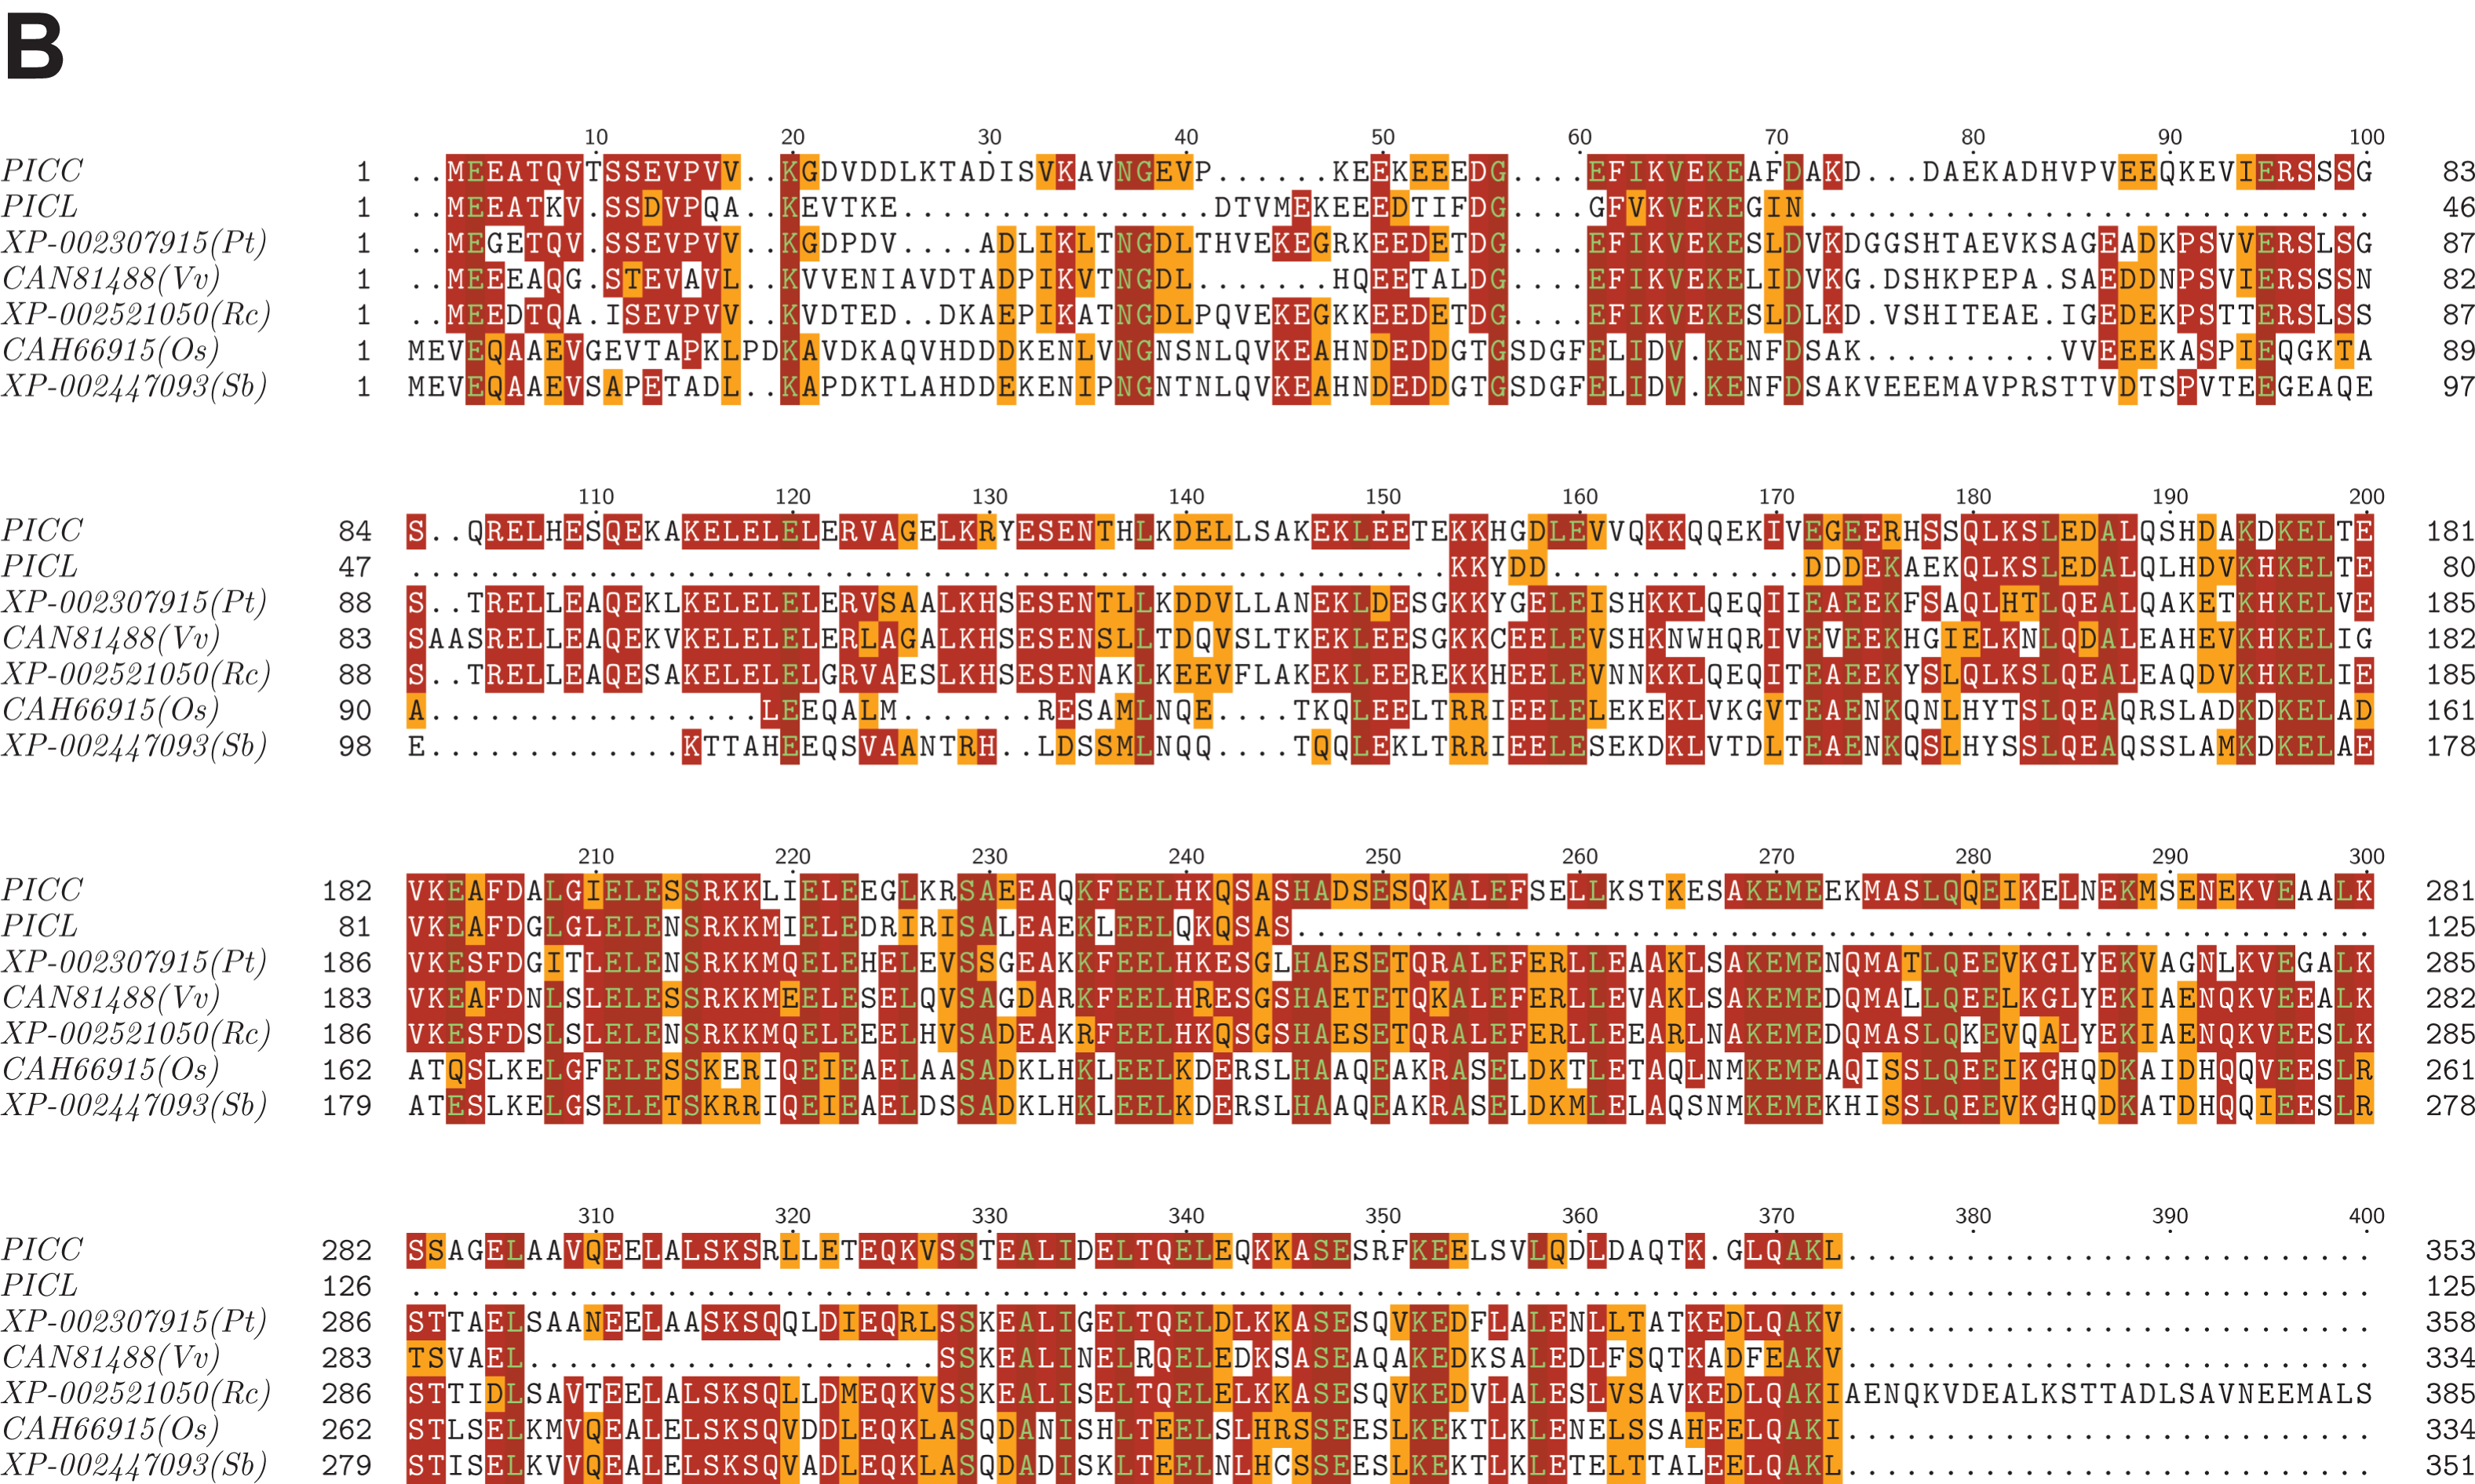 B
10 20 30 40 50 60 70 80 90 100
PICC 1 ..MEEATQVTSSEVPVV..KGDVDDLKTADISVKAVNGEVP......KEEKEEEDG....EFIKVEKEAFDAKD...DAEKADHVPVEEQKEVIERSSSG 83
PICL 1 ..MEEATKV.SSDVPQA..KEVTKE................DTVMEKEEEDTIFDG....GFVKVEKEGIN............................. 46
XP-002307915(Pt) 1 ..MEGETQV.SSEVPVV..KGDPDV....ADLIKLTNGDLTHVEKEGRKEEDETDG....EFIKVEKESLDVKDGGSHTAEVKSAGEADKPSVVERSLSG 87
CAN81488(Vv) 1 ..MEEEAQG.STEVAVL..KVVENIAVDTADPIKVTNGDL.......HQEETALDG....EFIKVEKELIDVKG.DSHKPEPA.SAEDDNPSVIERSSSN 82
XP-002521050(Rc) 1 ..MEEDTQA.ISEVPVV..KVDTED..DKAEPIKATNGDLPQVEKEGKKEEDETDG....EFIKVEKESLDLKD.VSHITEAE.IGEDEKPSTTERSLSS 87
CAH66915(Os) 1 MEVEQAAEVGEVTAPKLPDKAVDKAQVHDDDKENLVNGNSNLQVKEAHNDEDDGTGSDGFELIDV.KENFDSAK..........VVEEEKASPIEQGKTA 89
XP-002447093(Sb) 1 MEVEQAAEVSAPETADL..KAPDKTLAHDDEKENIPNGNTNLQVKEAHNDEDDGTGSDGFELIDV.KENFDSAKVEEEMAVPRSTTVDTSPVTEEGEAQE 97
110 120 130 140 150 160 170 180 190 200
PICC 84 S..QRELHESQEKAKELELELERVAGELKRYESENTHLKDELLSAKEKLEETEKKHGDLEVVQKKQQEKIVEGEERHSSQLKSLEDALQSHDAKDKELTE 181
PICL 47 .....................................................KKYDD.............DDDEKAEKQLKSLEDALQLHDVKHKELTE 80
XP-002307915(Pt) 88 S..TRELLEAQEKLKELELELERVSAALKHSESENTLLKDDVLLANEKLDESGKKYGELEISHKKLQEQIIEAEEKFSAQLHTLQEALQAKETKHKELVE 185
CAN81488(Vv) 83 SAASRELLEAQEKVKELELELERLAGALKHSESENSLLTDQVSLTKEKLEESGKKCEELEVSHKNWHQRIVEVEEKHGIELKNLQDALEAHEVKHKELIG 182
XP-002521050(Rc) 88 S..TRELLEAQESAKELELELGRVAESLKHSESENAKLKEEVFLAKEKLEEREKKHEELEVNNKKLQEQITEAEEKYSLQLKSLQEALEAQDVKHKELIE 185
CAH66915(Os) 90 A.................LEEQALM.......RESAMLNQE....TKQLEELTRRIEELELEKEKLVKGVTEAENKQNLHYTSLQEAQRSLADKDKELAD 161
XP-002447093(Sb) 98 E.............KTTAHEEQSVAANTRH..LDSSMLNQQ....TQQLEKLTRRIEELESEKDKLVTDLTEAENKQSLHYSSLQEAQSSLAMKDKELAE 178
210 220 230 240 250 260 270 280 290 300
PICC 182 VKEAFDALGIELESSRKKLIELEEGLKRSAEEAQKFEELHKQSASHADSESQKALEFSELLKSTKESAKEMEEKMASLQQEIKELNEKMSENEKVEAALK 281
PICL 81 VKEAFDGLGLELENSRKKMIELEDRIRISALEAEKLEELQKQSAS....................................................... 125
XP-002307915(Pt) 186 VKESFDGITLELENSRKKMQELEHELEVSSGEAKKFEELHKESGLHAESETQRALEFERLLEAAKLSAKEMENQMATLQEEVKGLYEKVAGNLKVEGALK 285
CAN81488(Vv) 183 VKEAFDNLSLELESSRKKMEELESELQVSAGDARKFEELHRESGSHAETETQKALEFERLLEVAKLSAKEMEDQMALLQEELKGLYEKIAENQKVEEALK 282
XP-002521050(Rc) 186 VKESFDSLSLELENSRKKMQELEEELHVSADEAKRFEELHKQSGSHAESETQRALEFERLLEEARLNAKEMEDQMASLQKEVQALYEKIAENQKVEESLK 285
CAH66915(Os) 162 ATQSLKELGFELESSKERIQEIEAELAASADKLHKLEELKDERSLHAAQEAKRASELDKTLETAQLNMKEMEAQISSLQEEIKGHQDKAIDHQQVEESLR 261
XP-002447093(Sb) 179 ATESLKELGSELETSKRRIQEIEAELDSSADKLHKLEELKDERSLHAAQEAKRASELDKMLELAQSNMKEMEKHISSLQEEVKGHQDKATDHQQIEESLR 278
310 320 330 340 350 360 370 380 390 400
PICC 282 SSAGELAAVQEELALSKSRLLETEQKVSSTEALIDELTQELEQKKASESRFKEELSVLQDLDAQTK.GLQAKL........................... 353
PICL 126 .................................................................................................... 125
XP-002307915(Pt) 286 STTAELSAANEELAASKSQQLDIEQRLSSKEALIGELTQELDLKKASESQVKEDFLALENLLTATKEDLQAKV........................... 358
CAN81488(Vv) 283 TSVAEL.....................SSKEALINELRQELEDKSASEAQAKEDKSALEDLFSQTKADFEAKV........................... 334
XP-002521050(Rc) 286 STTIDLSAVTEELALSKSQLLDMEQKVSSKEALISELTQELELKKASESQVKEDVLALESLVSAVKEDLQAKIAENQKVDEALKSTTADLSAVNEEMALS 385
CAH66915(Os) 262 STLSELKMVQEALELSKSQVDDLEQKLASQDANISHLTEELSLHRSSEESLKEKTLKLENELSSAHEELQAKI........................... 334
XP-002447093(Sb) 279 STISELKVVQEALELSKSQVADLEQKLASQDADISKLTEELNLHCSSEESLKEKTLKLETELTTALEELQAKL........................... 351